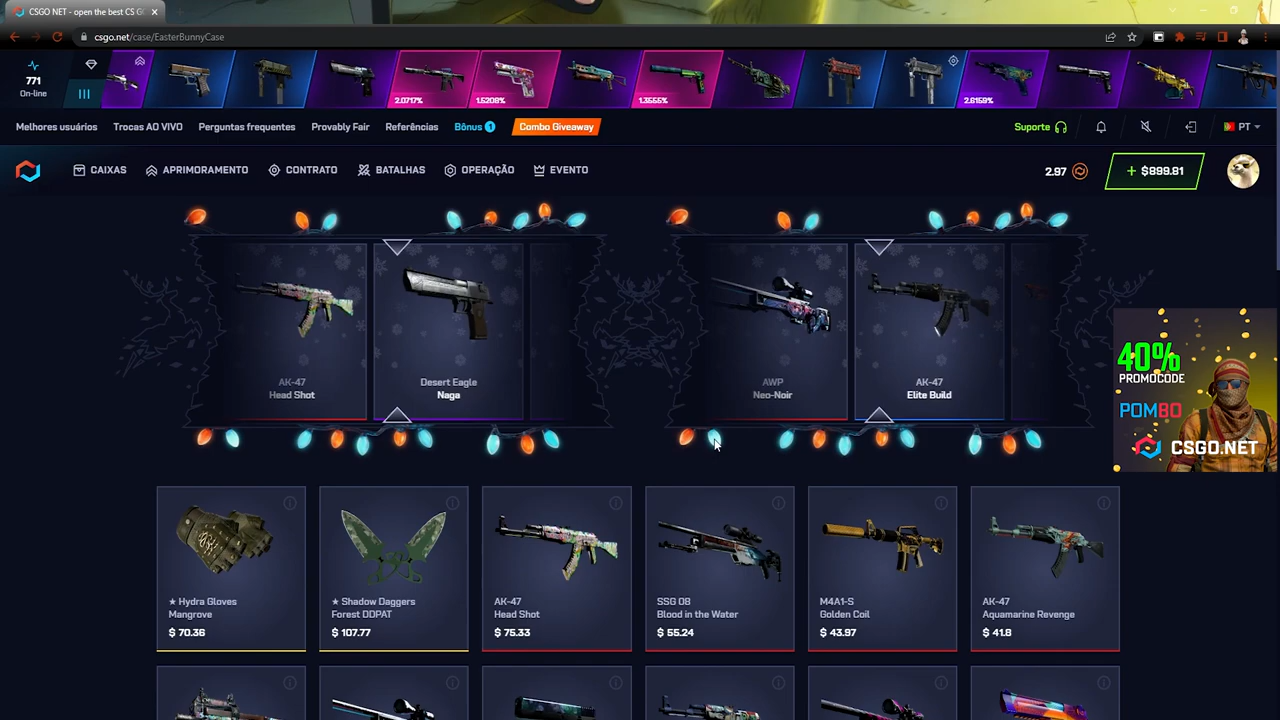 CSGO NET - open the best CS G
csgo.net/case/EasterBunnyCase
771
On-line
2.0717%
1.5208%
1.3555%
2.6159%
Melhores usuários
Trocas AO VIVO
Perguntas frequentes
Provably Fair
Referências
Bônus 1
Combo Giveaway
Suporte
PT
CAIXAS
APRIMORAMENTO
CONTRATO
BATALHAS
OPERAÇÃO
EVENTO
2.97
+ $899.81
AK-47
Head Shot
Desert Eagle
Naga
AWP
Neo-Noir
AK-47
Elite Build
40%
PROMOCODE
POMBO
CSGO.NET
★ Hydra Gloves
Mangrove
$ 70.36
★ Shadow Daggers
Forest DDPAT
$ 107.77
AK-47
Head Shot
$ 75.33
SSG 08
Blood in the Water
$ 55.24
M4A1-S
Golden Coil
$ 43.97
AK-47
Aquamarine Revenge
$ 41.8